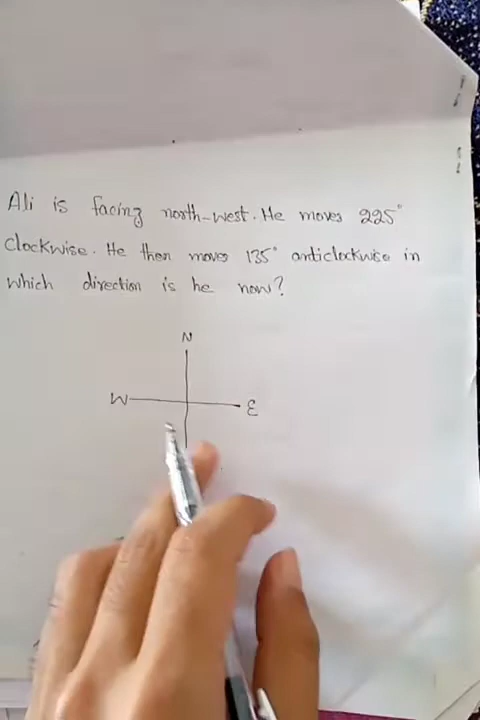 Ali is facing north-west. He moves 225°
clockwise. He then moves 135° anticlockwise in
which direction is he now?
N
W E